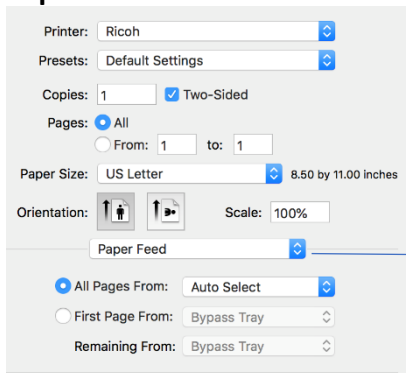 Printer: Ricoh
Presets: Default Settings
Copies: 1 Two-Sided
Pages: All
From: 1 to: 1
Paper Size: US Letter 8.50 by 11.00 inches
Orientation: Scale: 100%
Paper Feed
All Pages From: Auto Select
First Page From: Bypass Tray
Remaining From: Bypass Tray